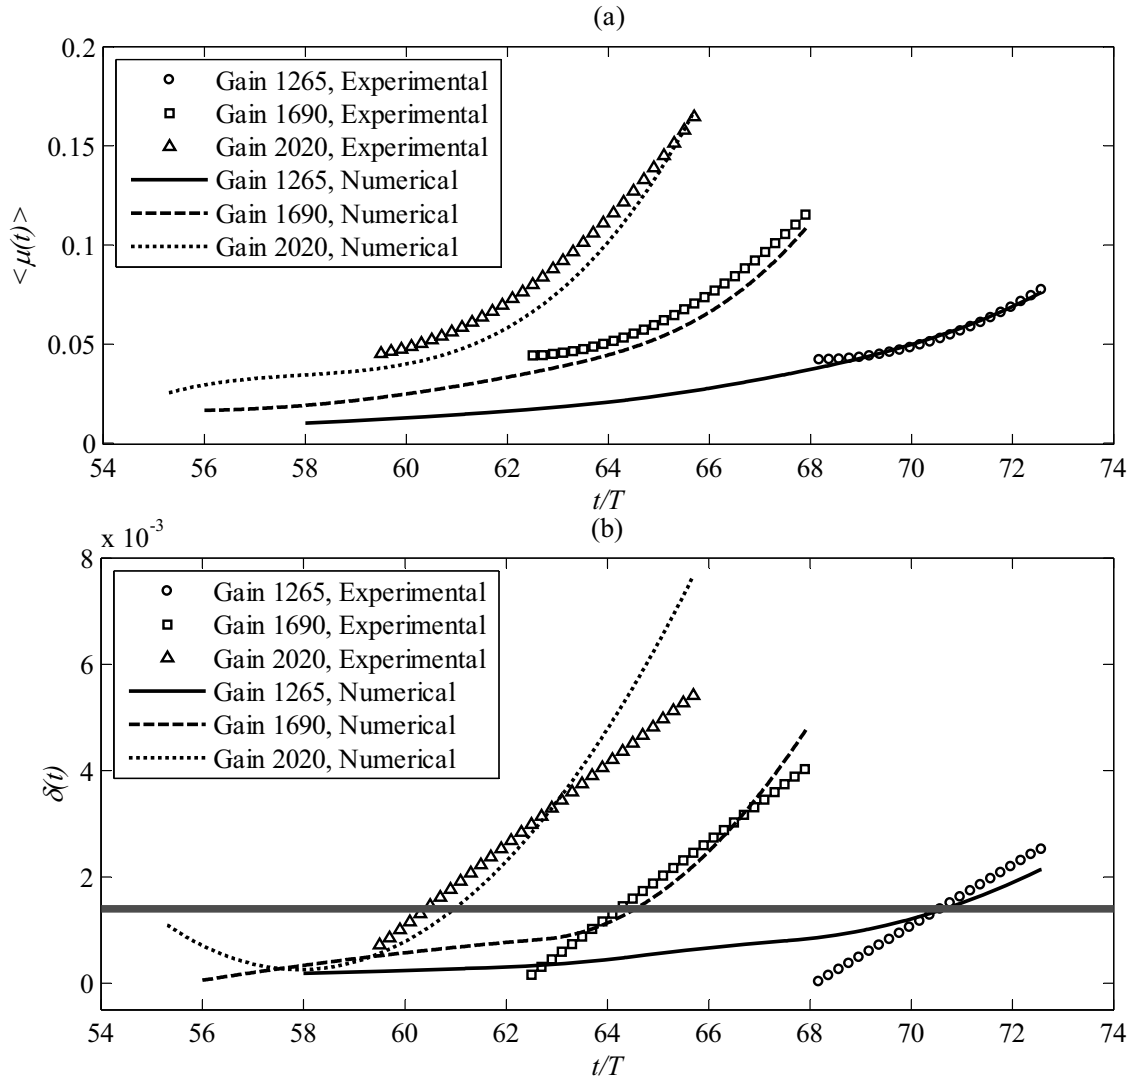 (a)
0.2
0.15
0.1
0.05
0
<μ(t)>
Gain 1265, Experimental
Gain 1690, Experimental
Gain 2020, Experimental
Gain 1265, Numerical
Gain 1690, Numerical
Gain 2020, Numerical
54 56 58 60 62 64 66 68 70 72 74
t/T
(b)
x 10^-3
8
6
4
2
0
δ(t)
Gain 1265, Experimental
Gain 1690, Experimental
Gain 2020, Experimental
Gain 1265, Numerical
Gain 1690, Numerical
Gain 2020, Numerical
54 56 58 60 62 64 66 68 70 72 74
t/T